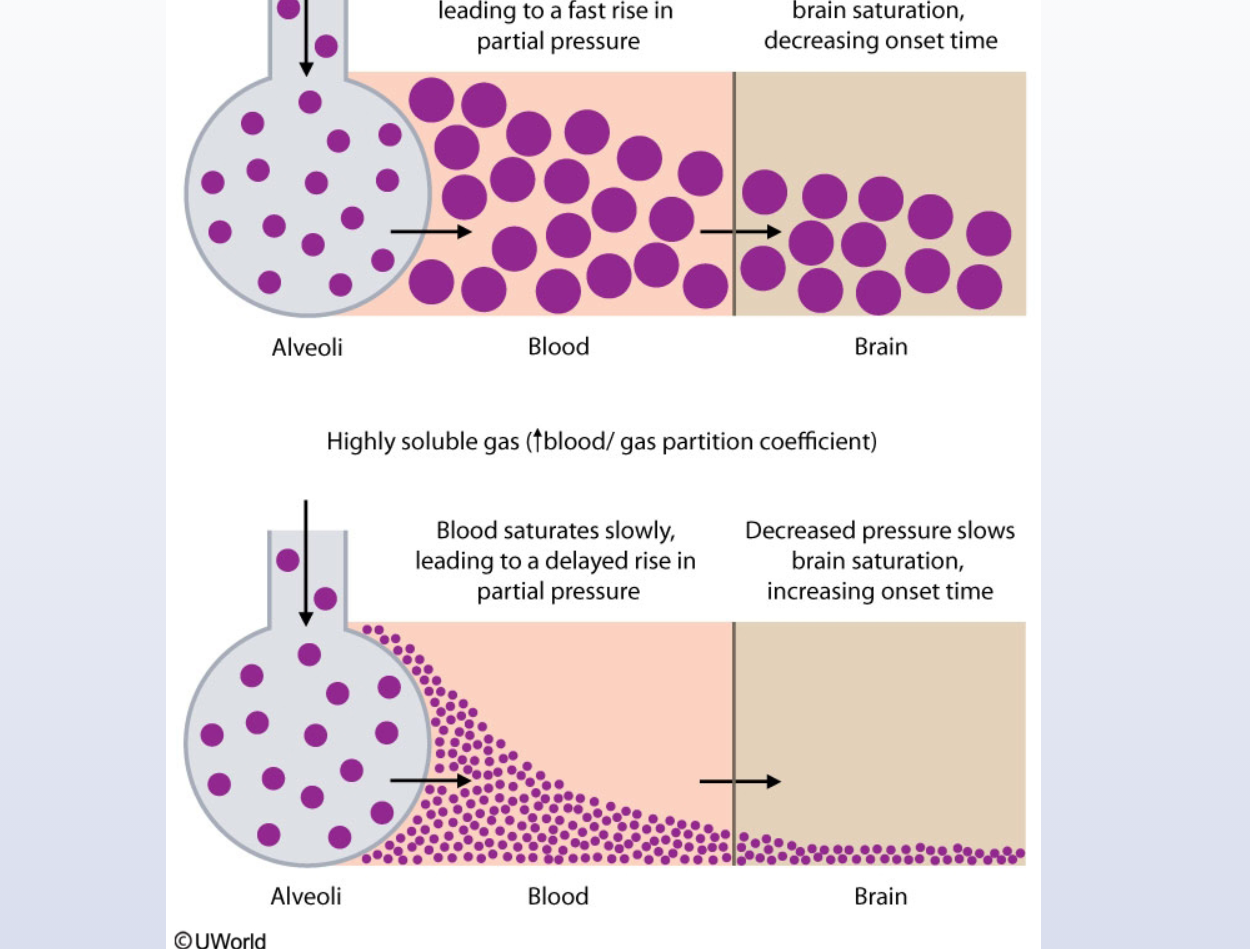 leading to a fast rise in
partial pressure
brain saturation,
decreasing onset time
Alveoli
Blood
Brain
Highly soluble gas (↑blood/ gas partition coefficient)
Blood saturates slowly,
leading to a delayed rise in
partial pressure
Decreased pressure slows
brain saturation,
increasing onset time
Alveoli
Blood
Brain
©UWorld